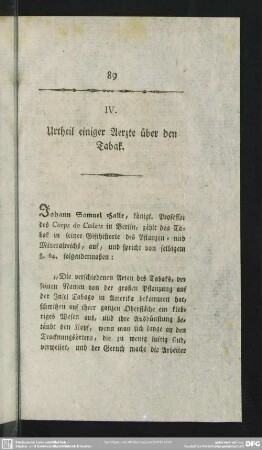 89
IV.
Urtheil einiger Aerzte über den
Tabak.
Johann Samuel Halle, königl. Professor
des Corps de Cadets in Berlin, zählt den Ta-
bak in seiner Gifthistorie des Pflanzen- und
Mineralreichs, auf, und spricht von selbigem
folgendermaßen:
„Die verschiedenen Arten des Tabaks, der
seinen Namen von der großen Pflanzung auf
der Insel Tabago in Amerika bekommen hat,
schwitzen auf ihrer ganzen Oberfläche ein kleb-
riges Wesen aus, und ihre Ausdünstung be-
täubt den Kopf, wenn man sich lange an den
Trocknungsörtern, die zu wenig luftig sind,
verweilet, und der Geruch macht die Arbeiter
DFG